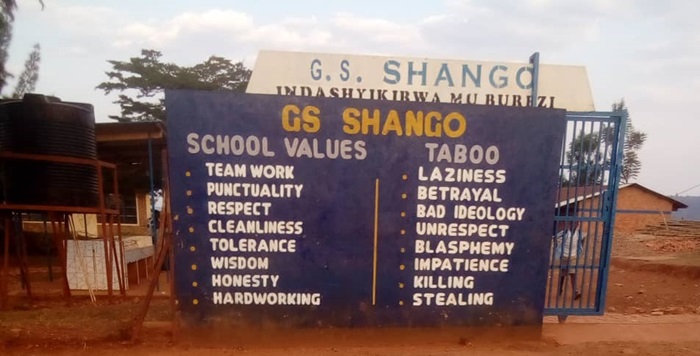 G.S. SHANGO
INDASHYIKIRWA MU BUREZI
GS SHANGO
SCHOOL VALUES
TEAM WORK
PUNCTUALITY
RESPECT
CLEANLINESS
TOLERANCE
WISDOM
HONESTY
HARDWORKING
TABOO
LAZINESS
BETRAYAL
BAD IDEOLOGY
UNRESPECT
BLASPHEMY
IMPATIENCE
KILLING
STEALING